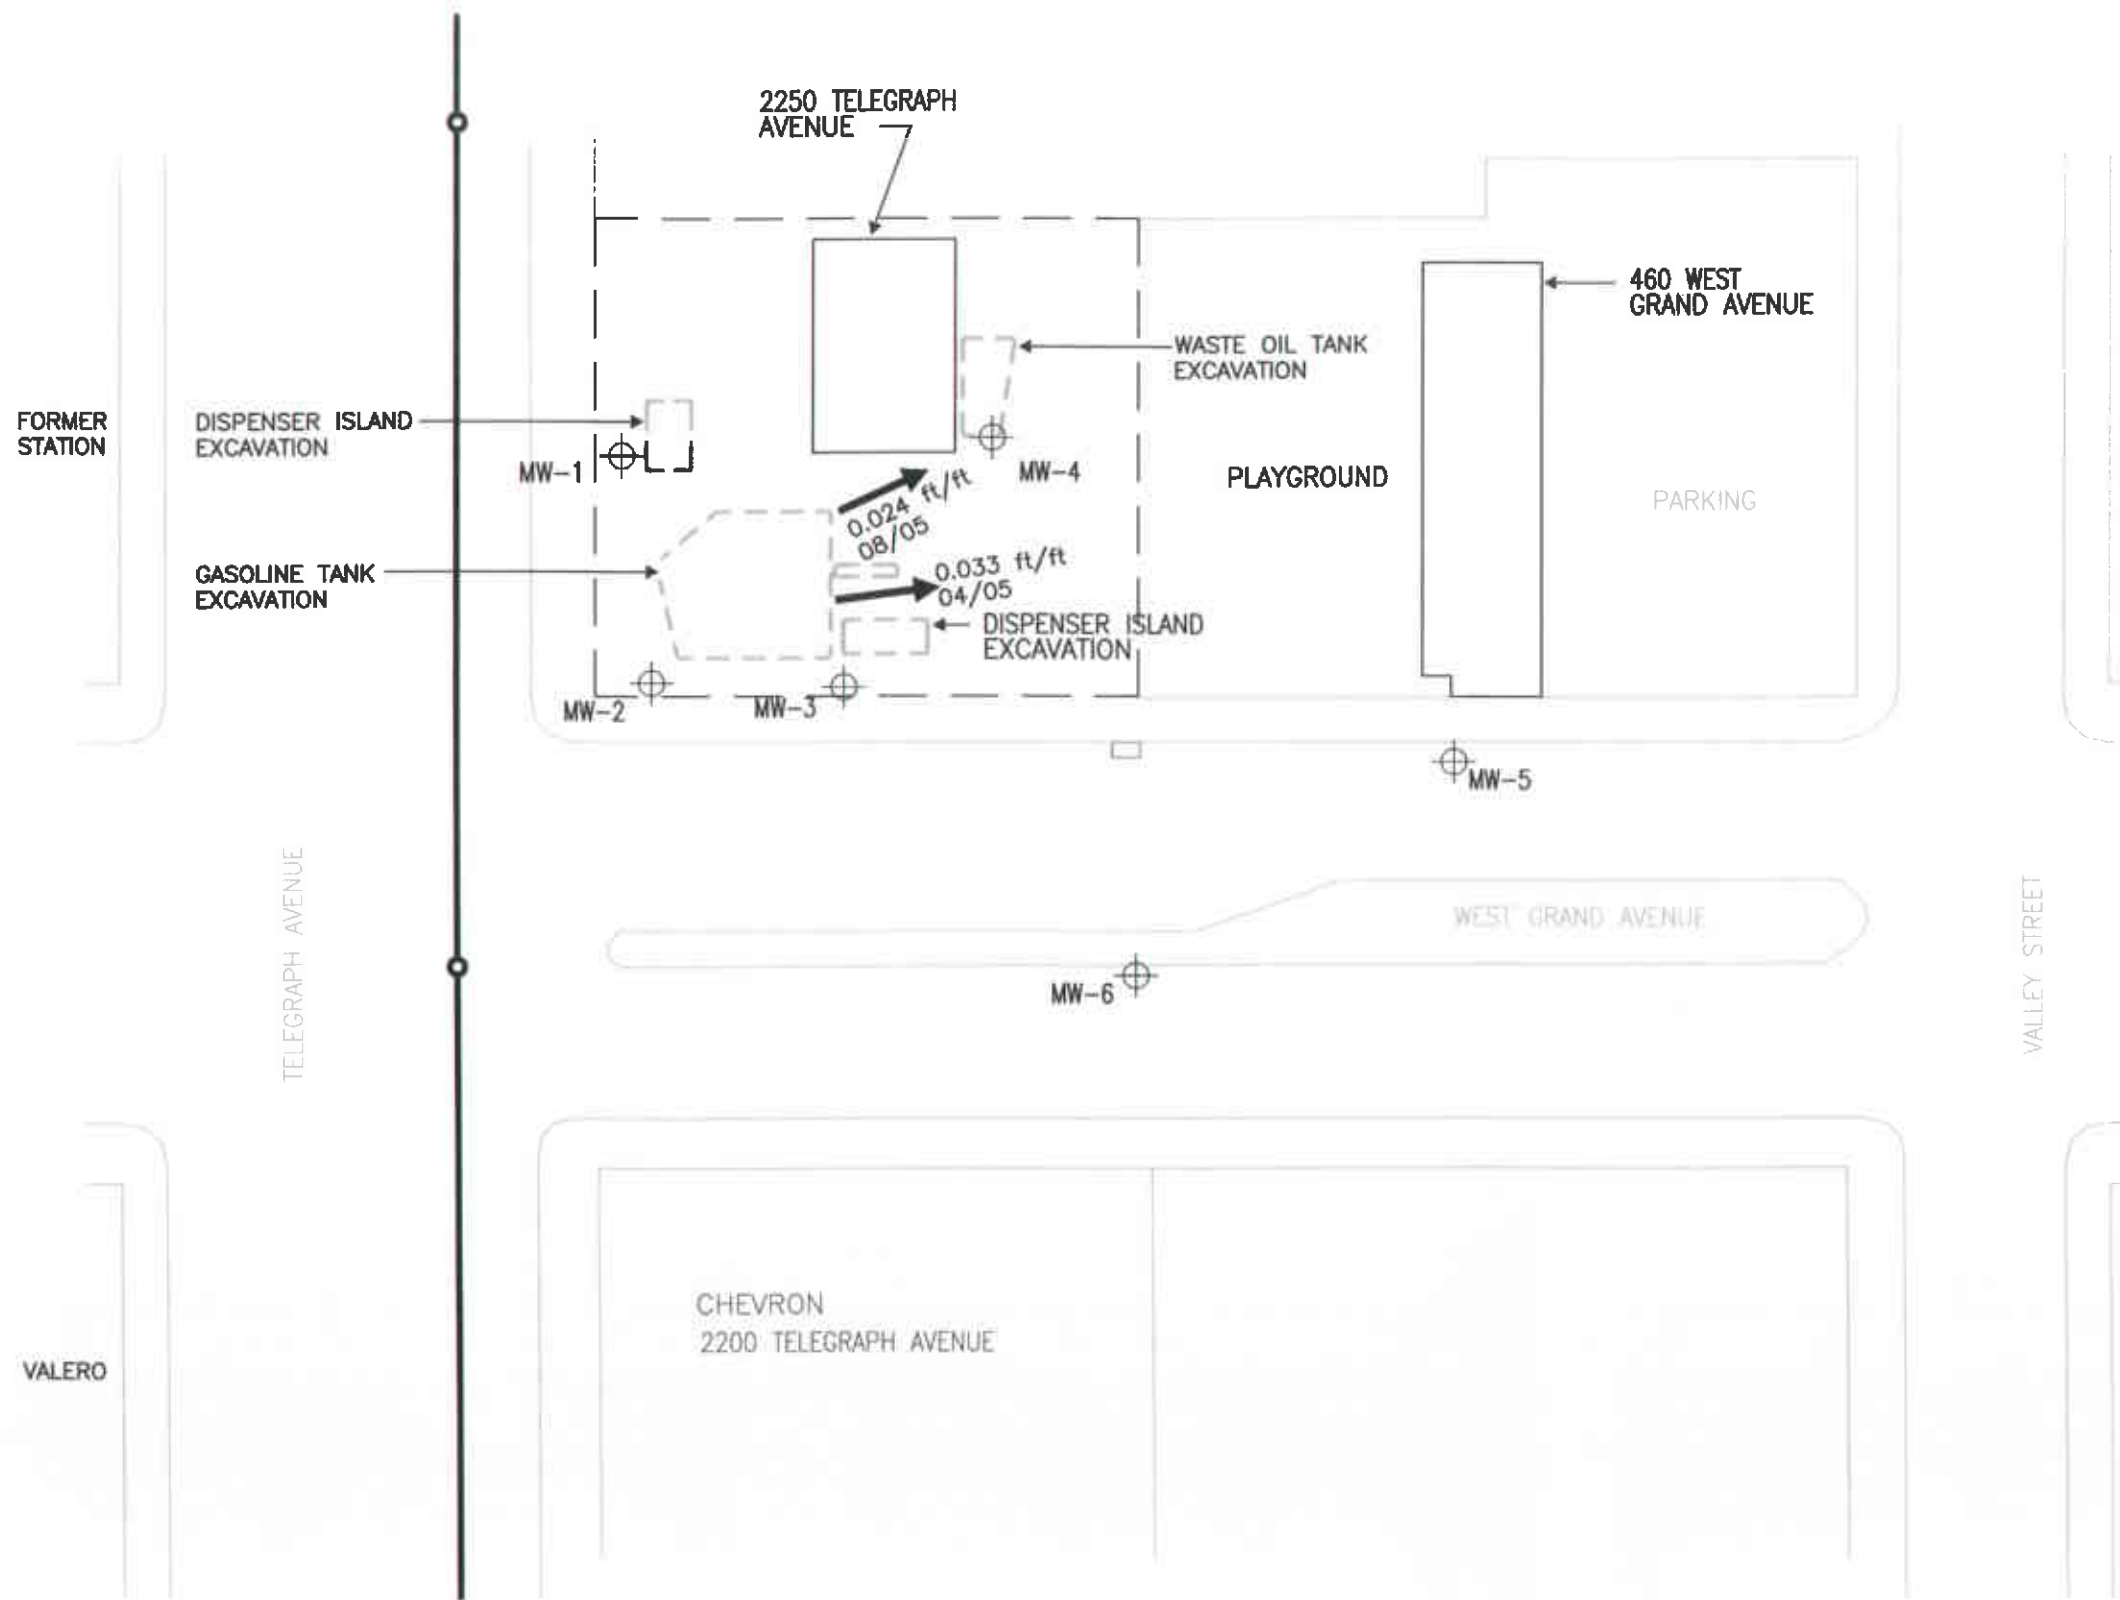 2250 TELEGRAPH
AVENUE
460 WEST
GRAND AVENUE
WASTE OIL TANK
EXCAVATION
FORMER
STATION
DISPENSER ISLAND
EXCAVATION
MW-1
MW-4
PLAYGROUND
PARKING
0.024 ft/ft
08/05
GASOLINE TANK
EXCAVATION
0.033 ft/ft
04/05
DISPENSER ISLAND
EXCAVATION
MW-2
MW-3
MW-5
TELEGRAPH AVENUE
WEST GRAND AVENUE
VALLEY STREET
MW-6
CHEVRON
2200 TELEGRAPH AVENUE
VALERO